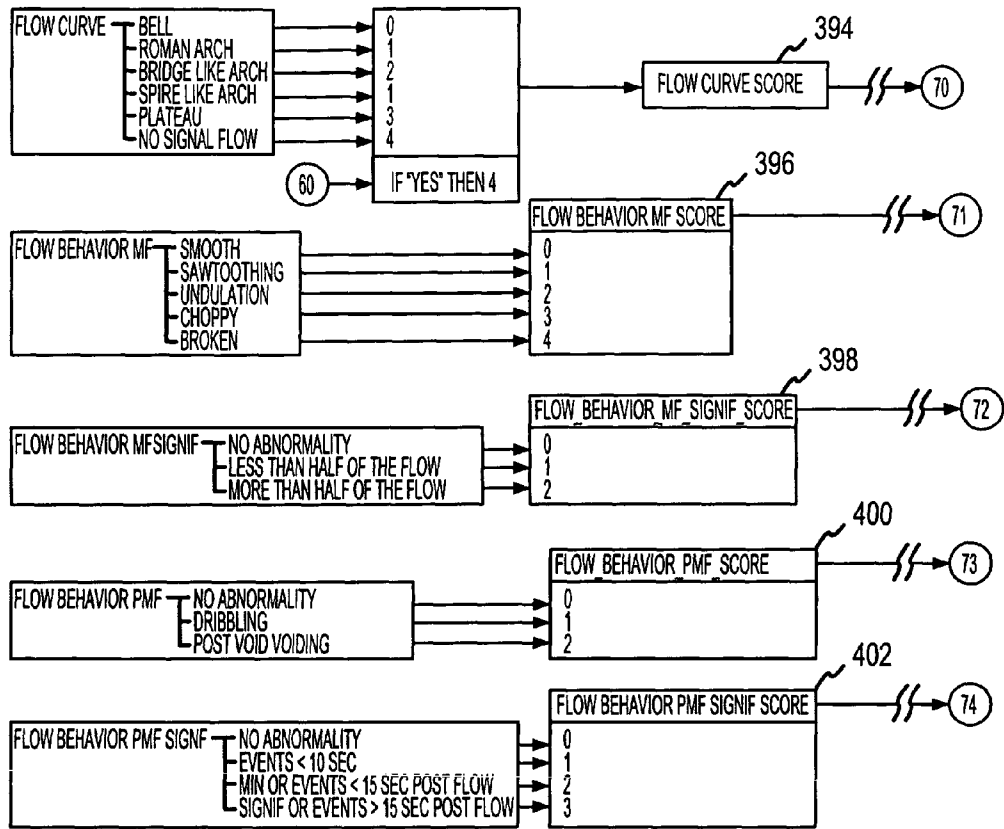 FLOW CURVE BELL 0
ROMAN ARCH 1
BRIDGE LIKE ARCH 2
SPIRE LIKE ARCH 1
PLATEAU 3
NO SIGNAL FLOW 4
60 IF "YES" THEN 4
394
FLOW CURVE SCORE 70
396
FLOW BEHAVIOR MF SCORE 71
FLOW BEHAVIOR MF SMOOTH 0
SAWTOOTHING 1
UNDULATION 2
CHOPPY 3
BROKEN 4
398
FLOW_BEHAVIOR_MF_SIGNIF_SCORE 72
FLOW BEHAVIOR MFSIGNIF NO ABNORMALITY 0
LESS THAN HALF OF THE FLOW 1
MORE THAN HALF OF THE FLOW 2
400
FLOW_BEHAVIOR_PMF_SCORE 73
FLOW BEHAVIOR PMF NO ABNORMALITY 0
DRIBBLING 1
POST VOID VOIDING 2
402
FLOW BEHAVIOR PMF SIGNIF SCORE 74
FLOW BEHAVIOR PMF SIGNF NO ABNORMALITY 0
EVENTS < 10 SEC 1
MIN OR EVENTS < 15 SEC POST FLOW 2
SIGNIF OR EVENTS > 15 SEC POST FLOW 3